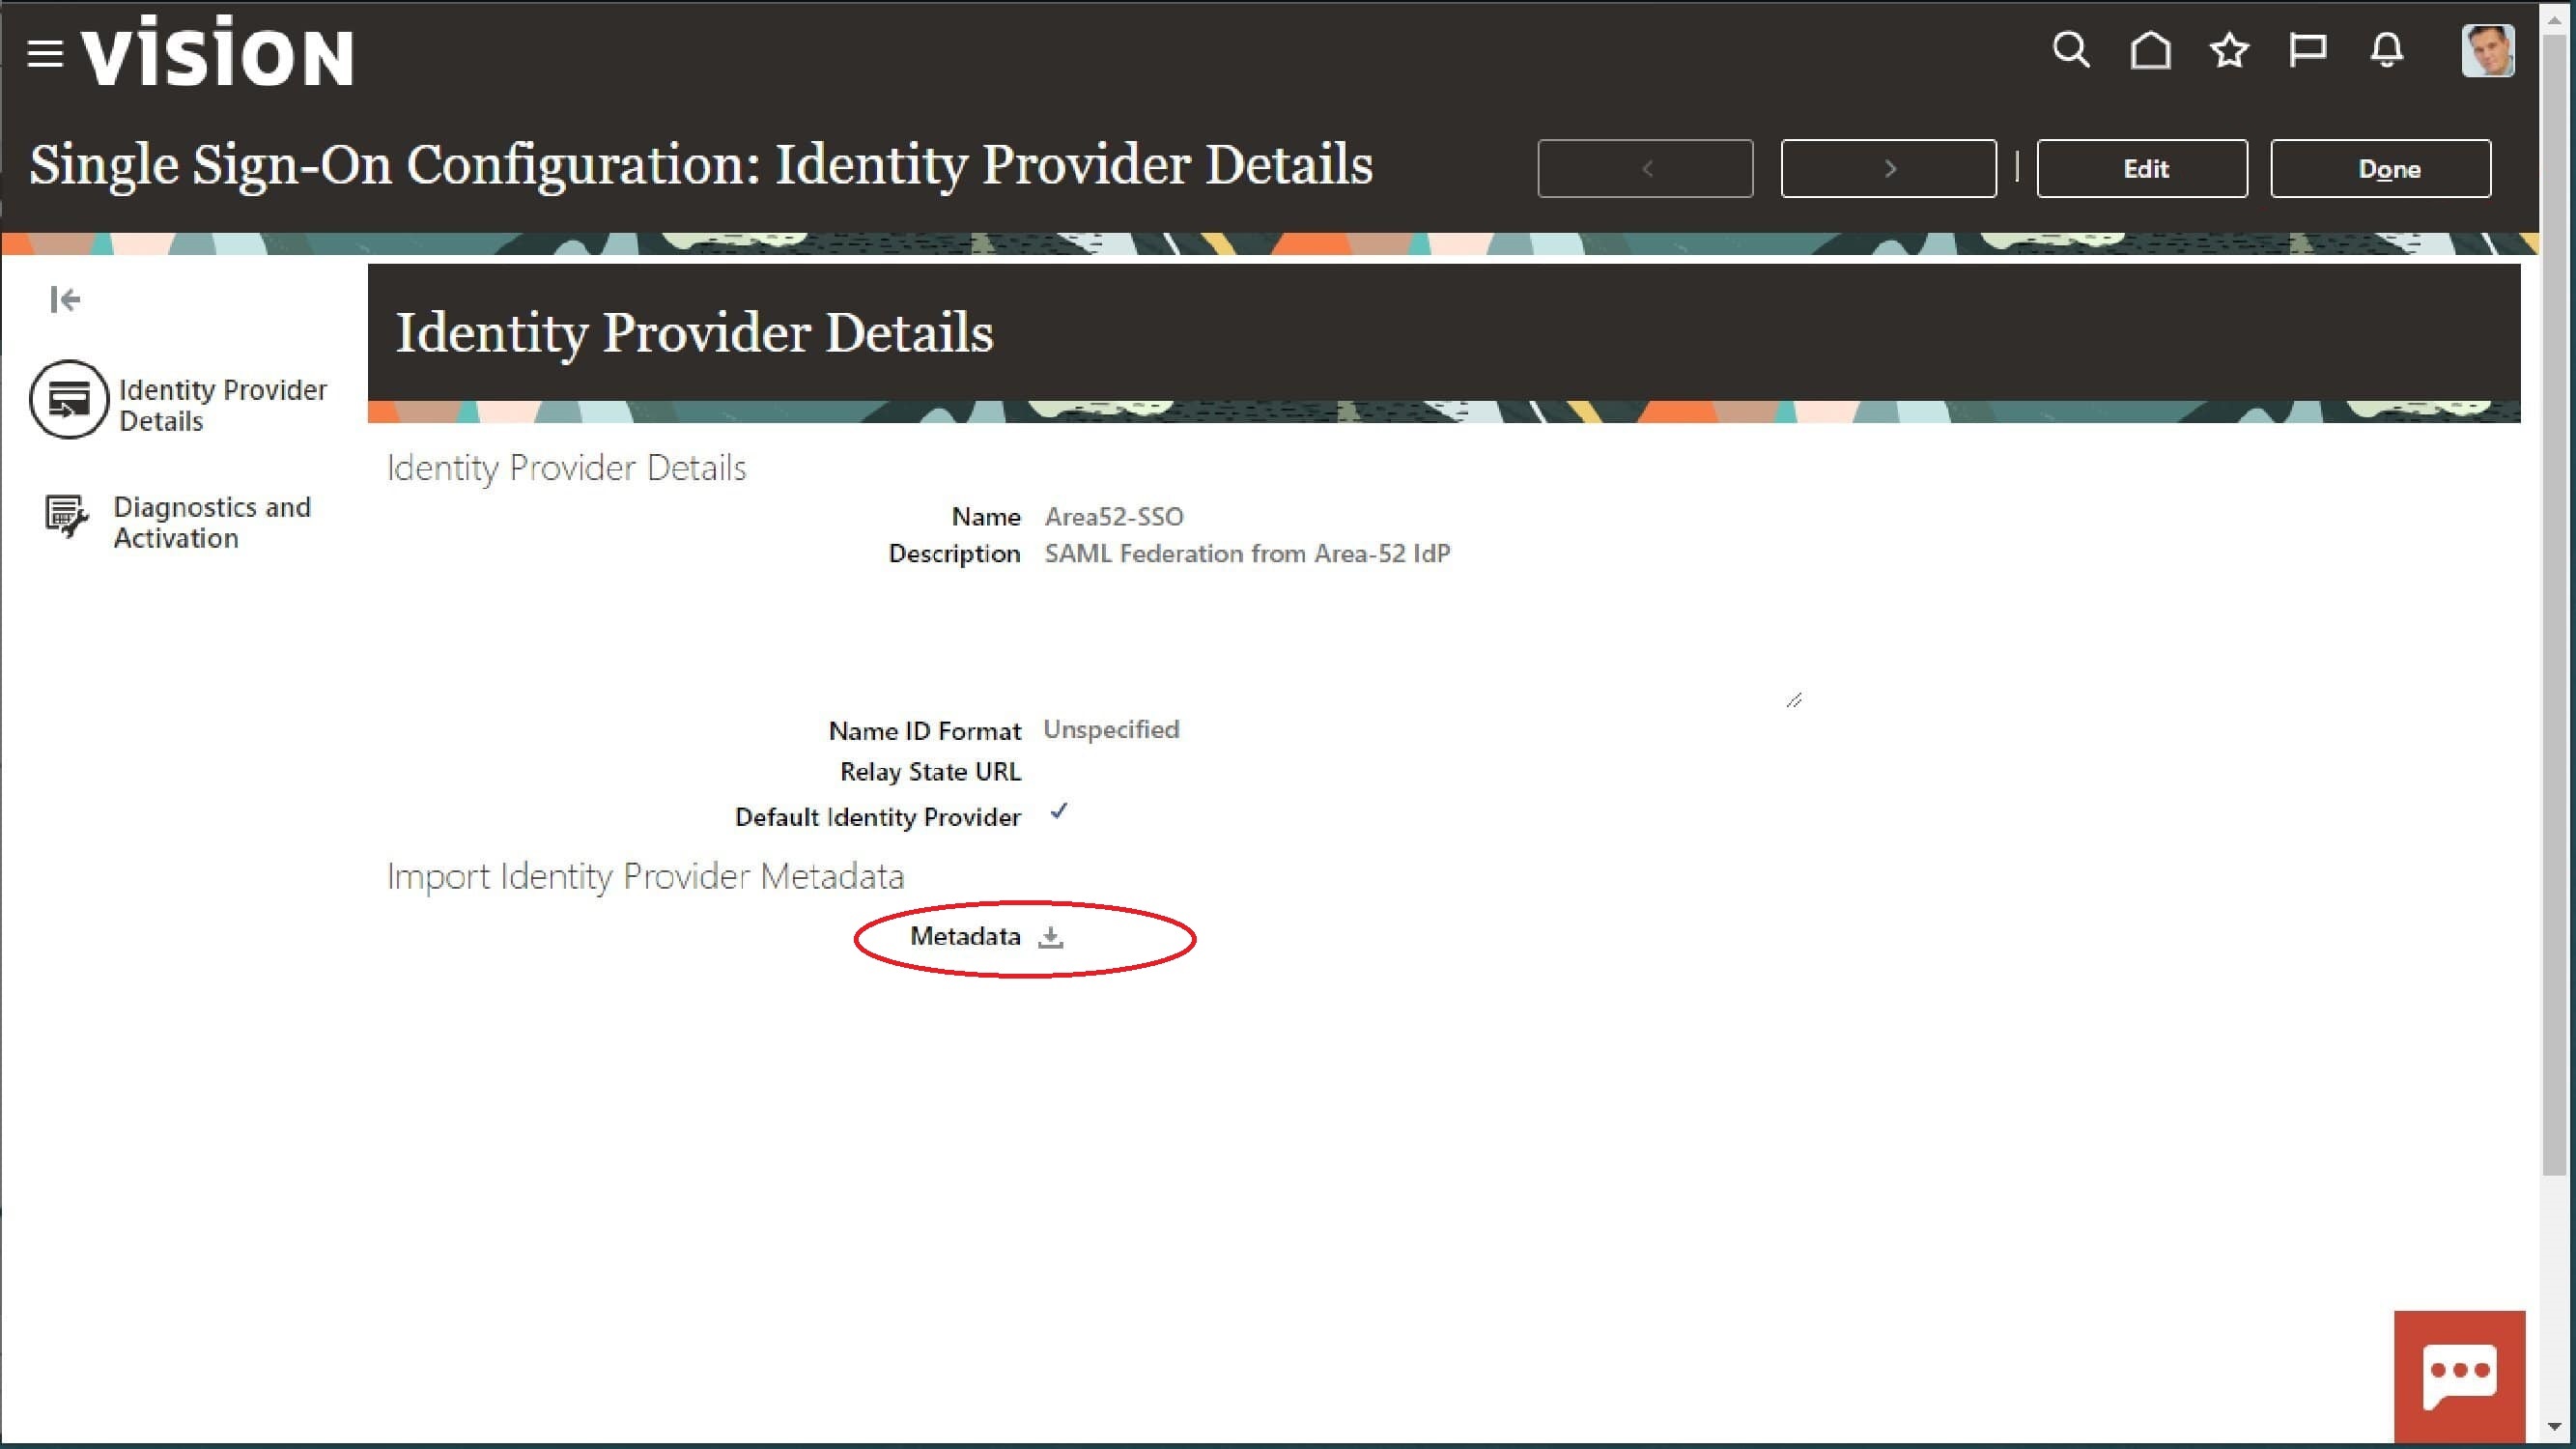 vision
Single Sign-On Configuration: Identity Provider Details
Edit
Done
Identity Provider Details
Identity Provider
Details
Diagnostics and
Activation
Identity Provider Details
Name Area52-SSO
Description SAML Federation from Area-52 IdP
Name ID Format Unspecified
Relay State URL
Default Identity Provider
Import Identity Provider Metadata
Metadata